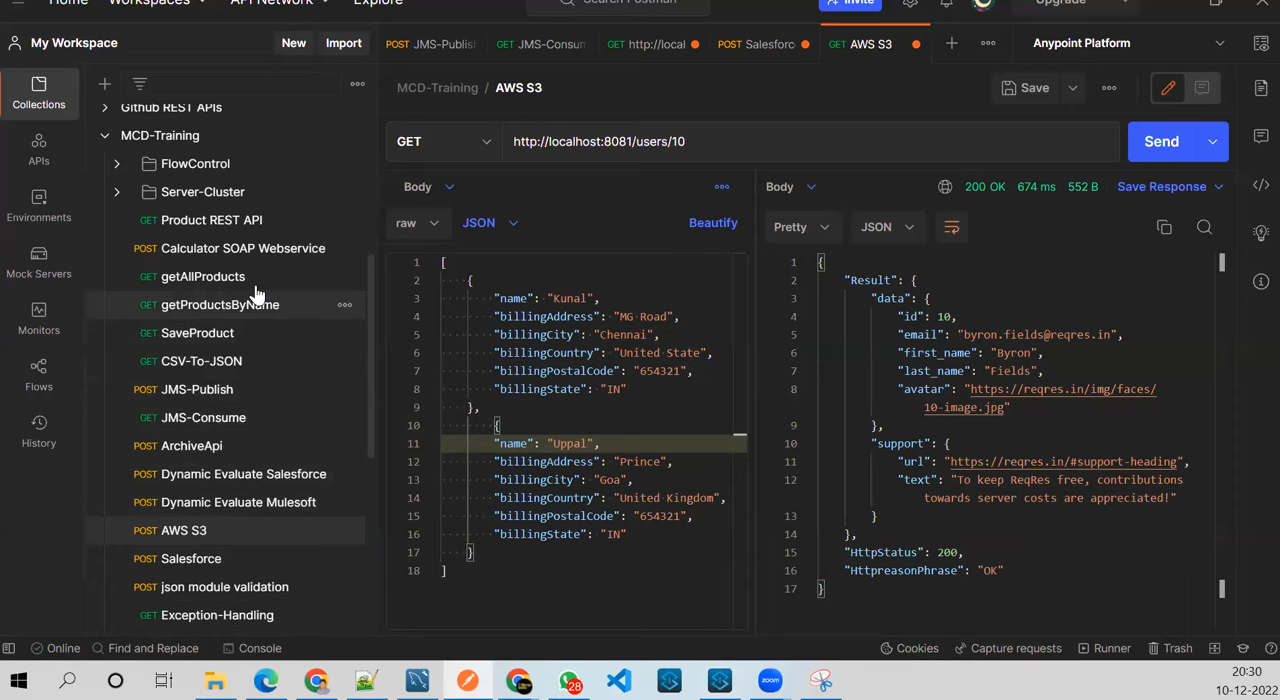 Home Workspaces API Network Explore Search Postman Invite Upgrade
My Workspace New Import
POST JMS-Publis GET JMS-Consum GET http://local POST Salesforc GET AWS S3 Anypoint Platform
Collections
APIs
Environments
Mock Servers
Monitors
Flows
History
Github REST APIs
MCD-Training
FlowControl
Server-Cluster
GET Product REST API
POST Calculator SOAP Webservice
GET getAllProducts
GET getProductsByName
GET SaveProduct
GET CSV-To-JSON
POST JMS-Publish
GET JMS-Consume
POST ArchiveApi
POST Dynamic Evaluate Salesforce
POST Dynamic Evaluate Mulesoft
POST AWS S3
POST Salesforce
POST json module validation
GET Exception-Handling
MCD-Training / AWS S3 Save
GET http://localhost:8081/users/10 Send
Body
raw JSON Beautify
1 [
2 {
3 "name": "Kunal",
4 "billingAddress": "MG Road",
5 "billingCity": "Chennai",
6 "billingCountry": "United State",
7 "billingPostalCode": "654321",
8 "billingState": "IN"
9 },
10 {
11 "name": "Uppal",
12 "billingAddress": "Prince",
13 "billingCity": "Goa",
14 "billingCountry": "United Kingdom",
15 "billingPostalCode": "654321",
16 "billingState": "IN"
17 }
18 ]
Body 200 OK 674 ms 552 B Save Response
Pretty JSON
1 {
2 "Result": {
3 "data": {
4 "id": 10,
5 "email": "byron.fields@reqres.in",
6 "first_name": "Byron",
7 "last_name": "Fields",
8 "avatar": "https://reqres.in/img/faces/
10-image.jpg"
9 },
10 "support": {
11 "url": "https://reqres.in/#support-heading",
12 "text": "To keep ReqRes free, contributions
towards server costs are appreciated!"
13 }
14 },
15 "HttpStatus": 200,
16 "HttpreasonPhrase": "OK"
17 }
Online Find and Replace Console Cookies Capture requests Runner Trash
28
zoom
20:30
10-12-2023